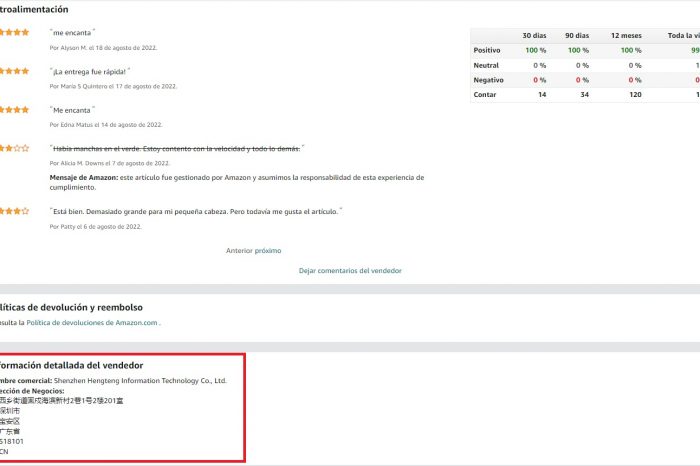 troalimentación
"me encanta"
Por Alyson M. el 18 de agosto de 2022.
"¡La entrega fue rápida!"
Por Maria S Quintero el 17 de agosto de 2022.
"Me encanta"
Por Edna Matus el 14 de agosto de 2022.
"Había manchas en el verde. Estoy contento con la velocidad y todo lo demás."
Por Alicia M. Downs el 7 de agosto de 2022.
Mensaje de Amazon: este artículo fue gestionado por Amazon y asumimos la responsabilidad de esta experiencia de
cumplimiento.
"Está bien. Demasiado grande para mi pequeña cabeza. Pero todavía me gusta el artículo."
Por Patty el 6 de agosto de 2022.
Anterior próximo
Dejar comentarios del vendedor
30 dias 90 dias 12 meses Toda la vi
Positivo 100 % 100 % 100 % 99
Neutral 0 % 0 % 0 % 1
Negativo 0 % 0 % 0 % 0
Contar 14 34 120 1
líticas de devolución y reembolso
nsulta la Política de devoluciones de Amazon.com .
formación detallada del vendedor
mbre comercial: Shenzhen Hengteng Information Technology Co., Ltd.
rección de Negocios:
西乡街道固戍海滨新村2巷1号2楼201室
深圳市
宝安区
广东省
518101
CN